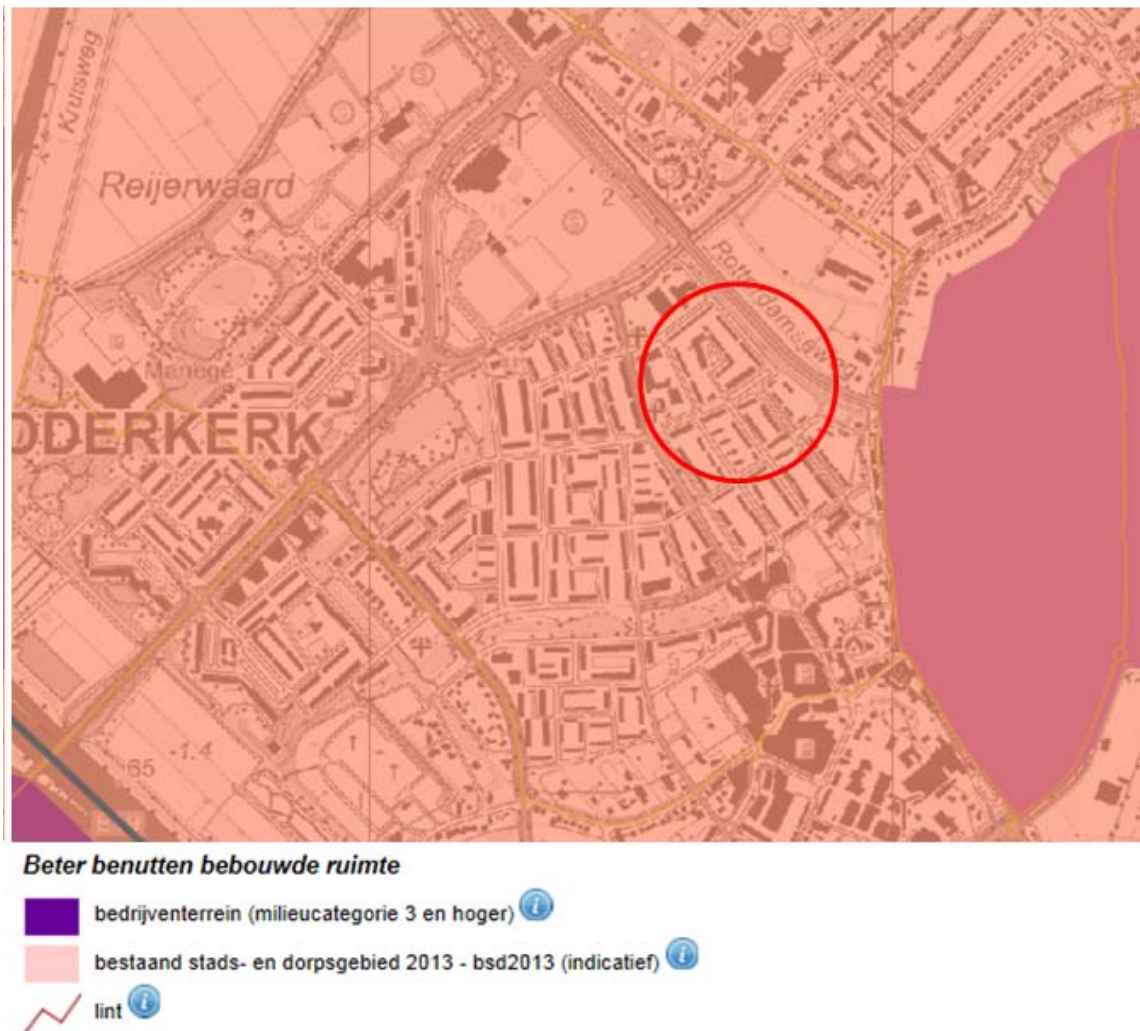 Kruisweg
Reijerwaard
2
Rotterdamseweg
Manege
DDERKERK
-1.4
65
Beter benutten bebouwde ruimte
bedrijventerrein (milieucategorie 3 en hoger)
bestaand stads- en dorpsgebied 2013 - bsd2013 (indicatief)
lint